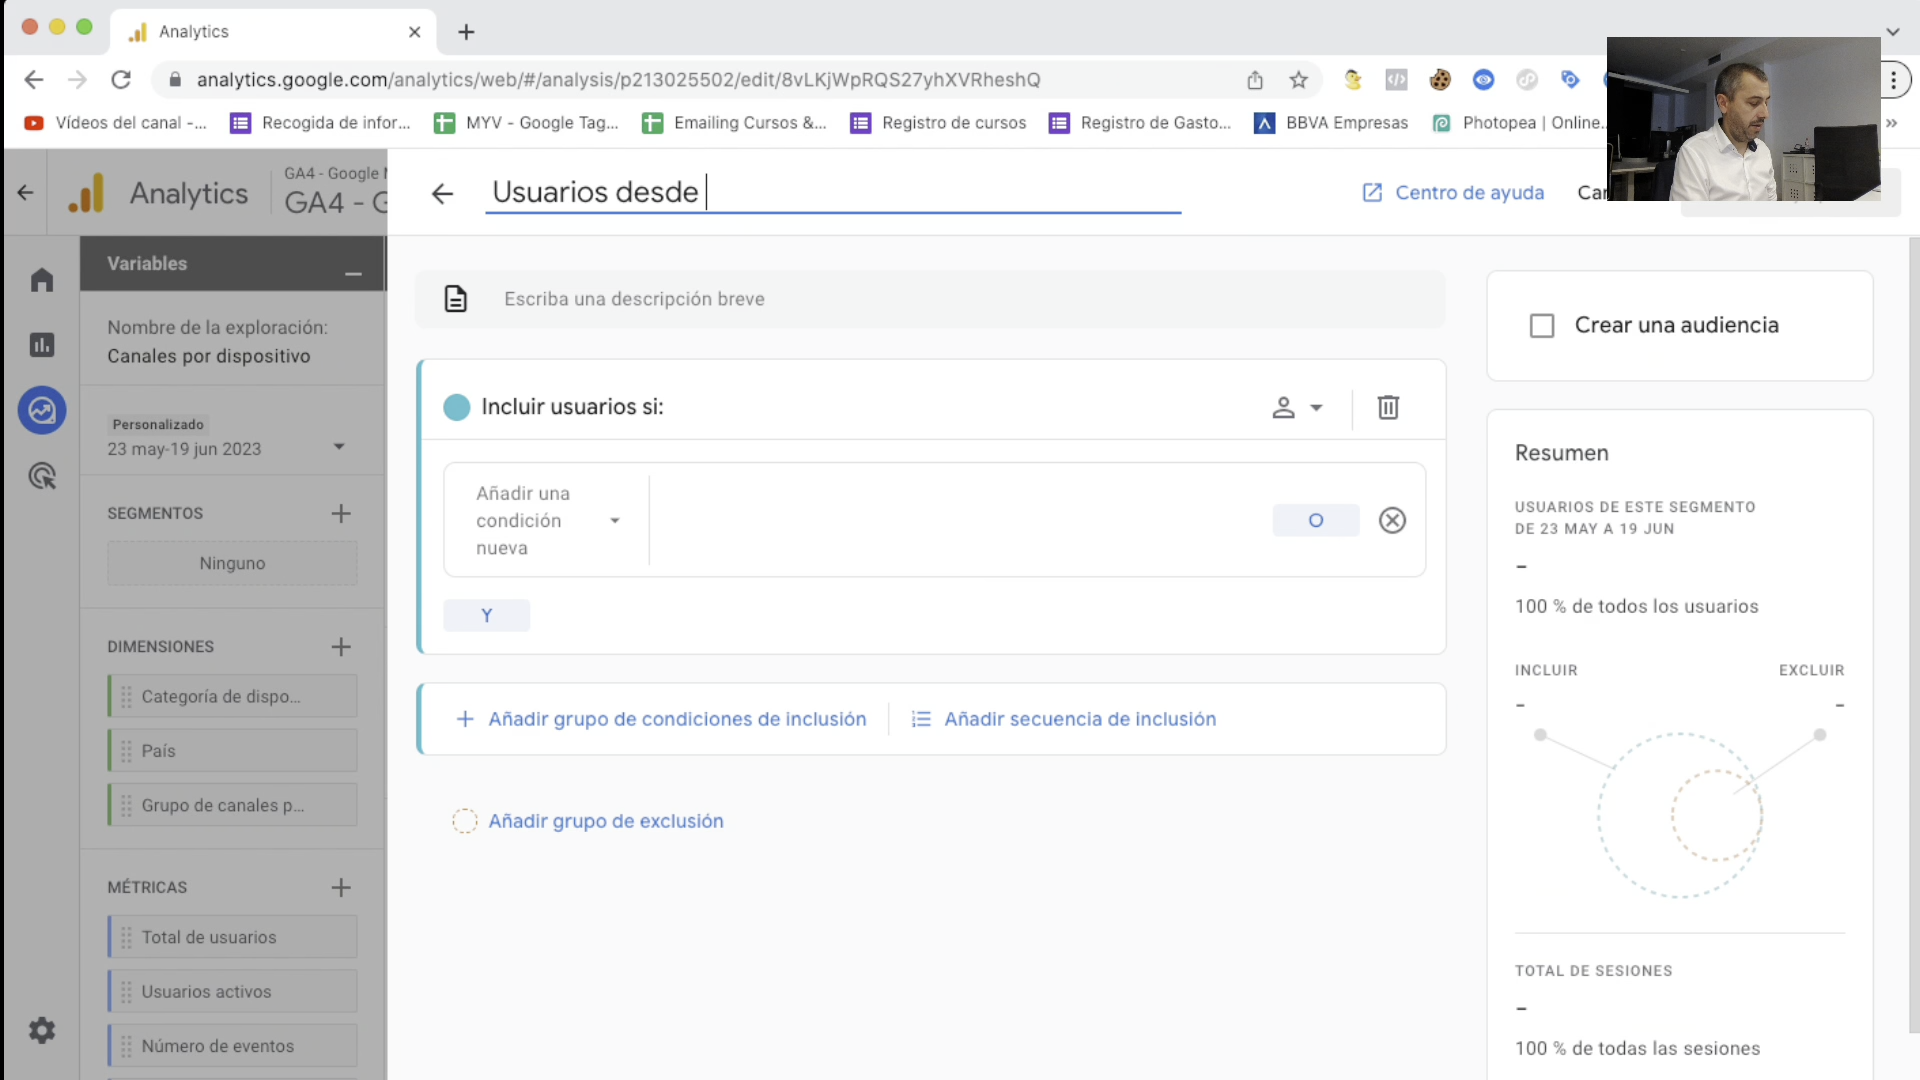 Analytics
analytics.google.com/analytics/web/#/analysis/p213025502/edit/8vLKjWpRQS27yhXVRheshQ
Vídeos del canal -...
Recogida de infor...
MYV - Google Tag...
Emailing Cursos &...
Registro de cursos
Registro de Gasto...
BBVA Empresas
Photopea | Online...
Analytics
GA4 - Google
GA4 - G
Usuarios desde
Centro de ayuda
Can
Variables
Nombre de la exploración:
Canales por dispositivo
Personalizado
23 may-19 jun 2023
SEGMENTOS
Ninguno
DIMENSIONES
Categoría de dispo...
País
Grupo de canales p...
MÉTRICAS
Total de usuarios
Usuarios activos
Número de eventos
Escriba una descripción breve
Incluir usuarios si:
Añadir una
condición
nueva
O
Y
Añadir grupo de condiciones de inclusión
Añadir secuencia de inclusión
Añadir grupo de exclusión
Crear una audiencia
Resumen
USUARIOS DE ESTE SEGMENTO
DE 23 MAY A 19 JUN
-
100 % de todos los usuarios
INCLUIR
EXCLUIR
-
-
TOTAL DE SESIONES
-
100 % de todas las sesiones